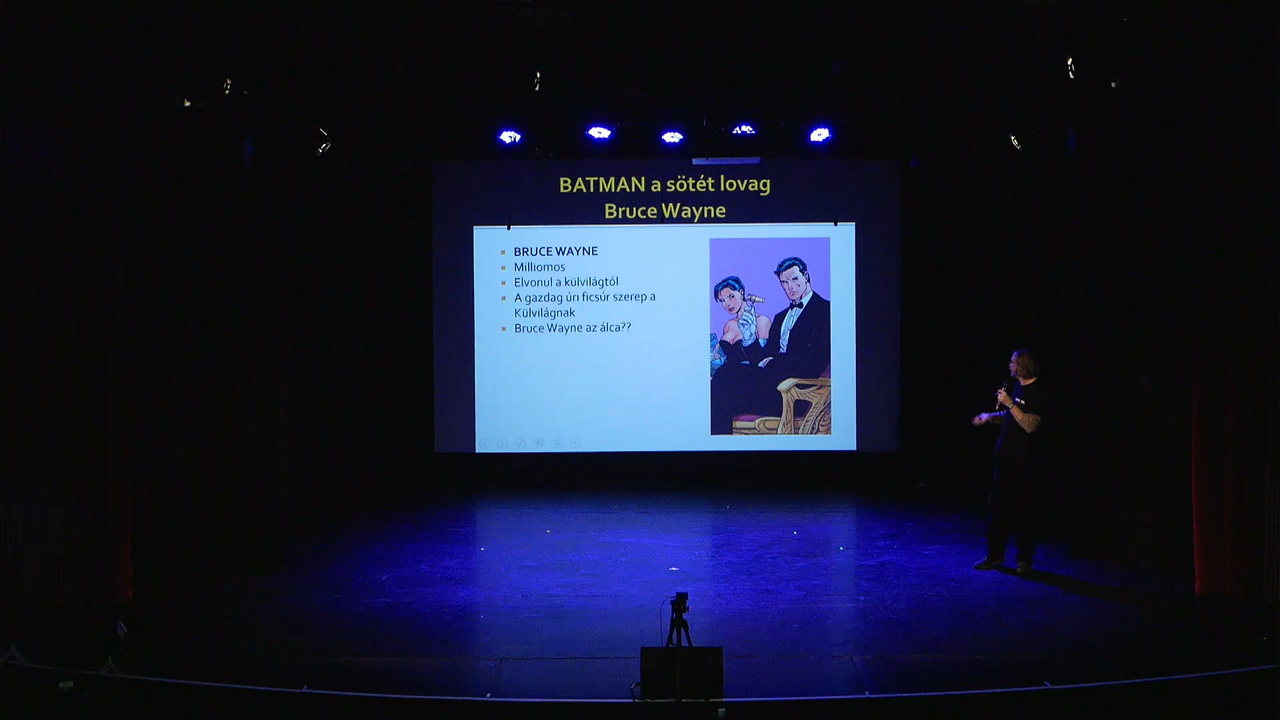 BATMAN a sötét lovag
Bruce Wayne
BRUCE WAYNE
Milliomos
Elvonul a külvilágtól
A gazdag úri ficsúr szerep a
Külvilágnak
Bruce Wayne az álca??